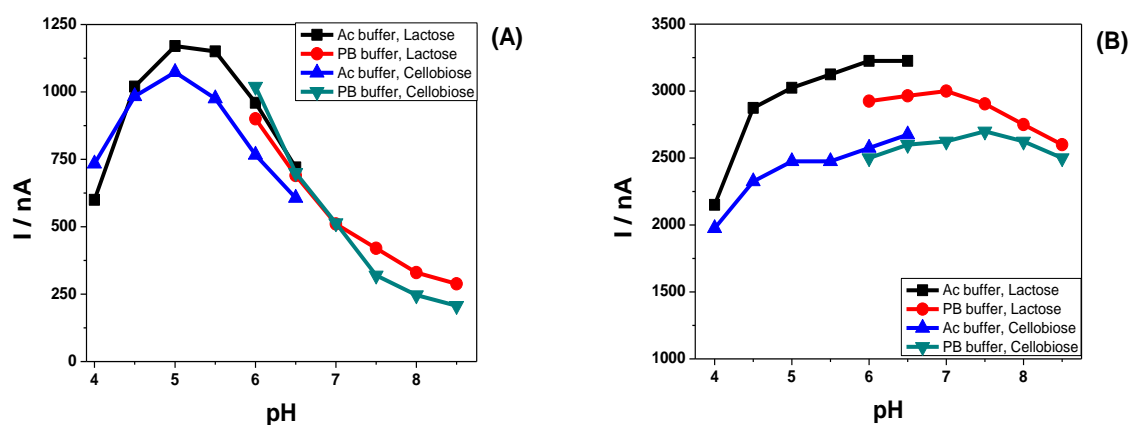 (A)
I / nA
1250
1000
750
500
250
0
4 5 6 7 8
pH
Ac buffer, Lactose
PB buffer, Lactose
Ac buffer, Cellobiose
PB buffer, Cellobiose
(B)
I / nA
3500
3000
2500
2000
1500
1000
4 5 6 7 8
pH
Ac buffer, Lactose
PB buffer, Lactose
Ac buffer, Cellobiose
PB buffer, Cellobiose